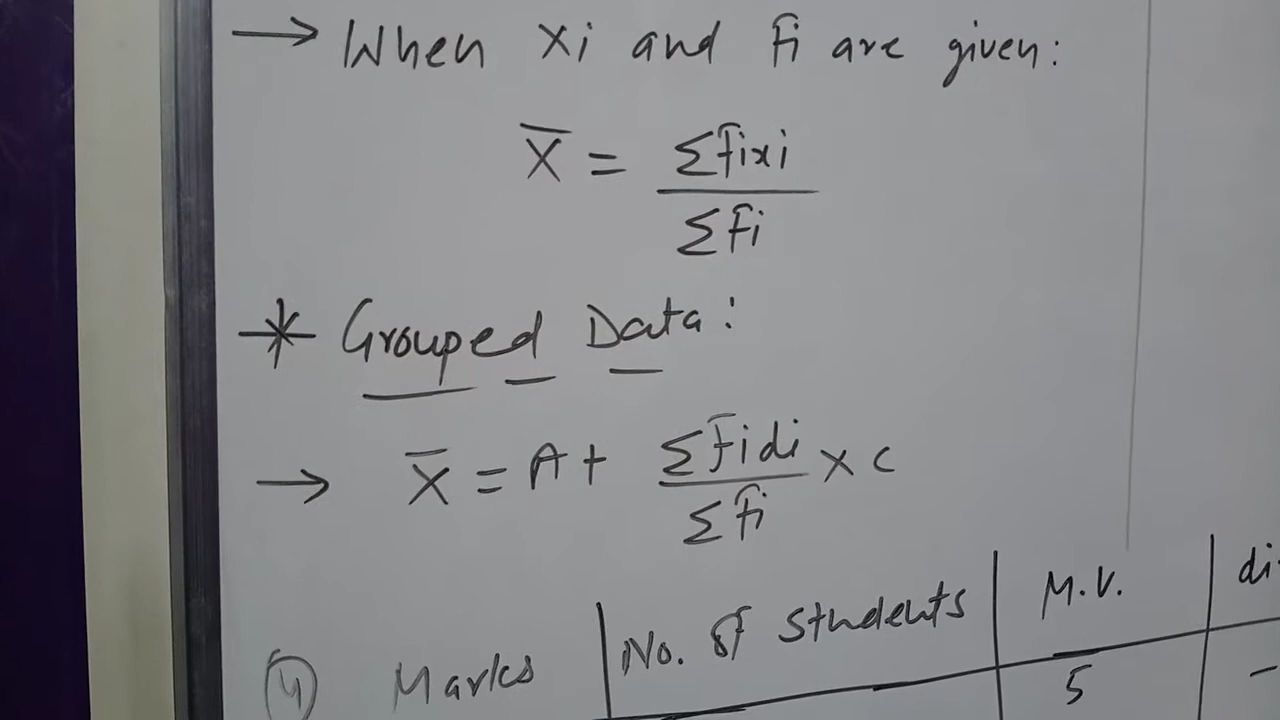 → When xi and fi are given:
X̄ = Σfixi / Σfi
* Grouped Data:
→ X̄ = A + Σfidi / Σfi × c
(4) Marks | No. of Students | M.V. | di
5 | -